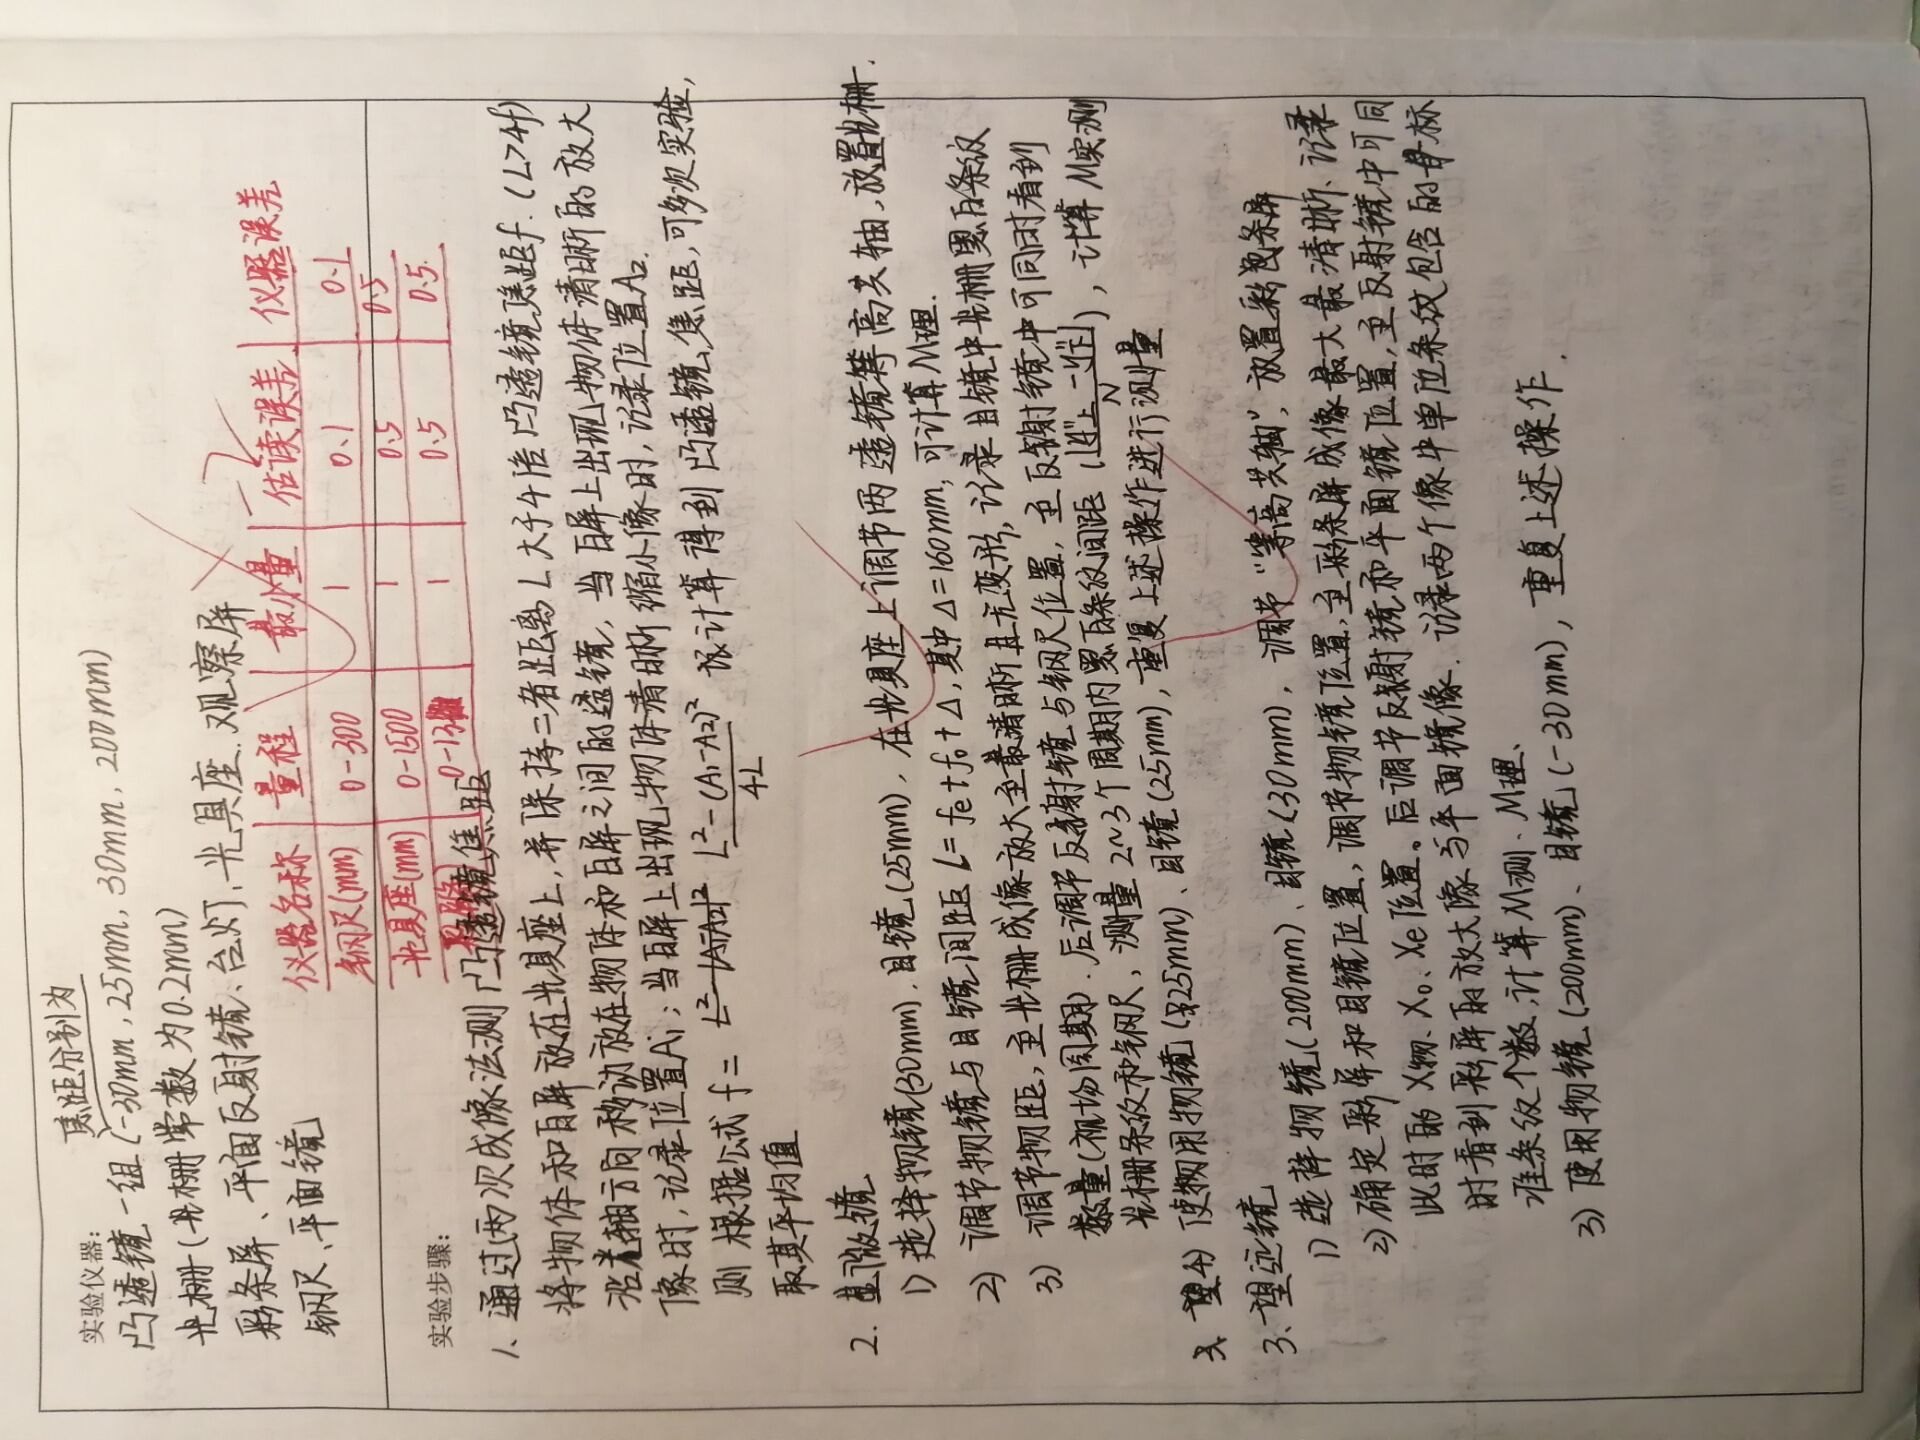 实验仪器:
焦距分别为
凸透镜一组(-30mm,25mm,30mm,200mm)
光栅(光栅常数为0.2mm)
彩条屏、平面反射镜、台灯、光具座、观察屏
钢尺、平面镜
仪器名称 量程 最小量 估读误差 仪器误差
钢尺(mm) 0-300 1 0.1 0.1
光具座(mm) 0-1500 1 0.5 0.5
0-13 1 0.5 0.5
实验步骤:
1、通过两次成像法测凸透镜焦距
将物体和白屏放在光具座上,并保持二者距离L大于4倍凸透镜焦距f.(L>4f)
沿着轴方向移动放在物体和白屏之间的透镜,当白屏上出现物体清晰的放大
像时,记录位置A₁;当白屏上出现物体清晰缩小像时,记录位置A₂.
则根据公式f= L²-(A₁-A₂)²/4L 该计算得到凸透镜焦距,可多次实验,
取其平均值
2. 显微镜
1) 选择物镜(30mm),目镜(25mm),在光具座上调节两透镜等高共轴,放置光栅.
2) 调节物镜与目镜间距L=fe+fo+Δ,其中Δ=160mm,可计算M理.
3) 调节物距,至光栅成像放大至最清晰且无变形,记录目镜中光栅黑白条纹
数量(视场周期).后调节反射镜与钢尺位置,至反射镜中可同时看到
光栅条纹和钢尺,测量2~3个周期内黑白条纹间距(|上-下|/N),计算M实测
使物用物镜(25mm)、目镜(25mm),重复上述操作进行测量
3、望远镜
1) 选择物镜(200mm)、目镜(30mm),调节"等高共轴",放置彩色条屏
2) 确定彩屏和目镜位置,调节物镜位置,至彩条屏成像最大最清晰、记录
此时的X物、X₀、Xe位置。后调节反射镜和平面镜位置,至反射镜中可同
时看到彩屏的放大像与平面镜像.记录两个像中单位条纹包含的目标
准条纹个数,计算M测、M理、
3) 使用物镜(200mm)、目镜(-30mm),重复上述操作.